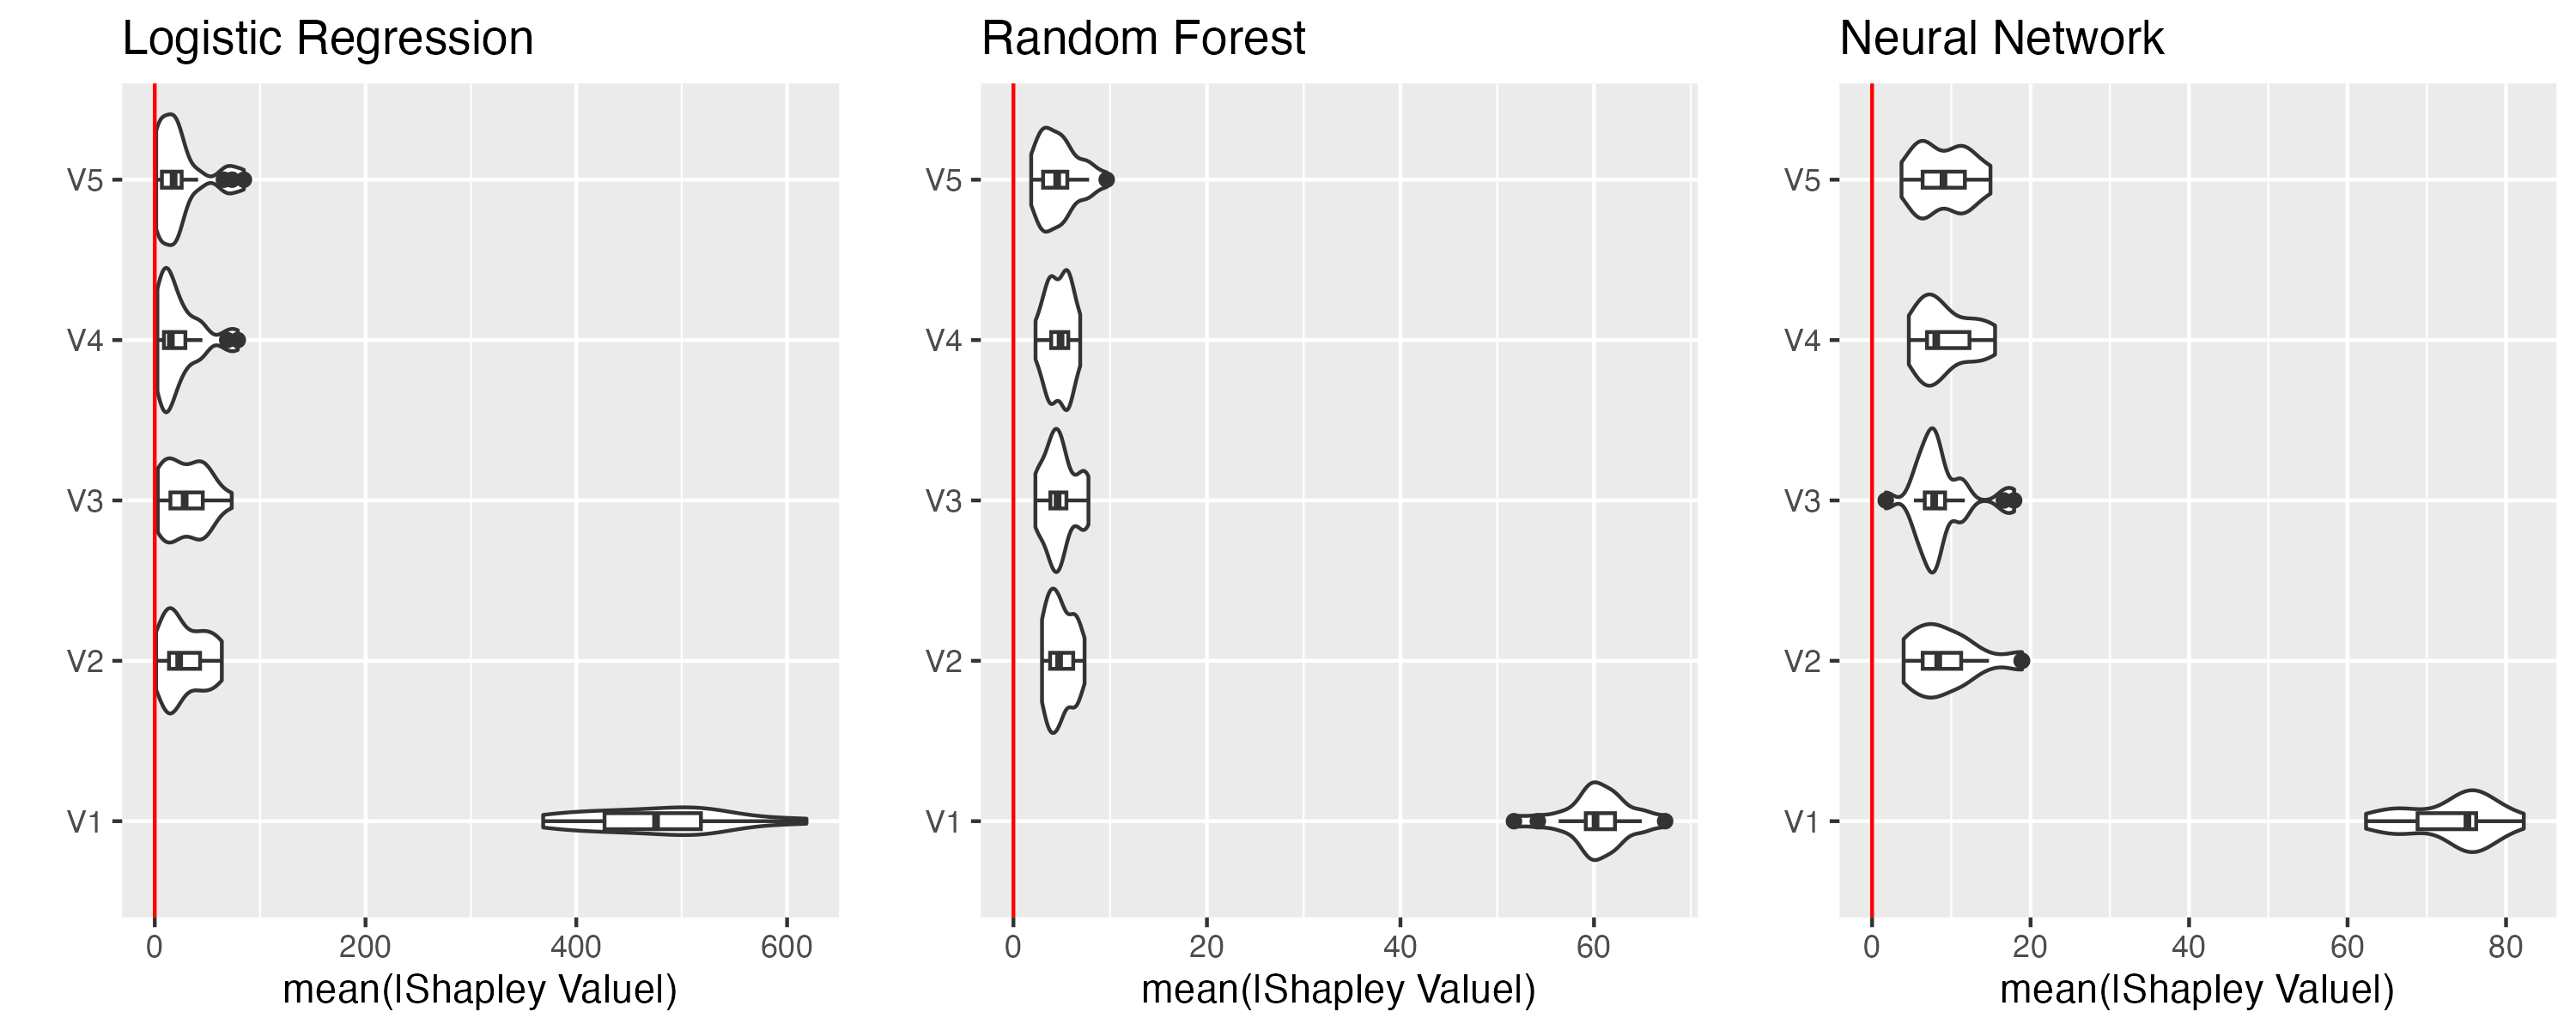 Logistic Regression
V5
V4
V3
V2
V1
0 200 400 600
mean(|Shapley Value|)
Random Forest
V5
V4
V3
V2
V1
0 20 40 60
mean(|Shapley Value|)
Neural Network
V5
V4
V3
V2
V1
0 20 40 60 80
mean(|Shapley Value|)